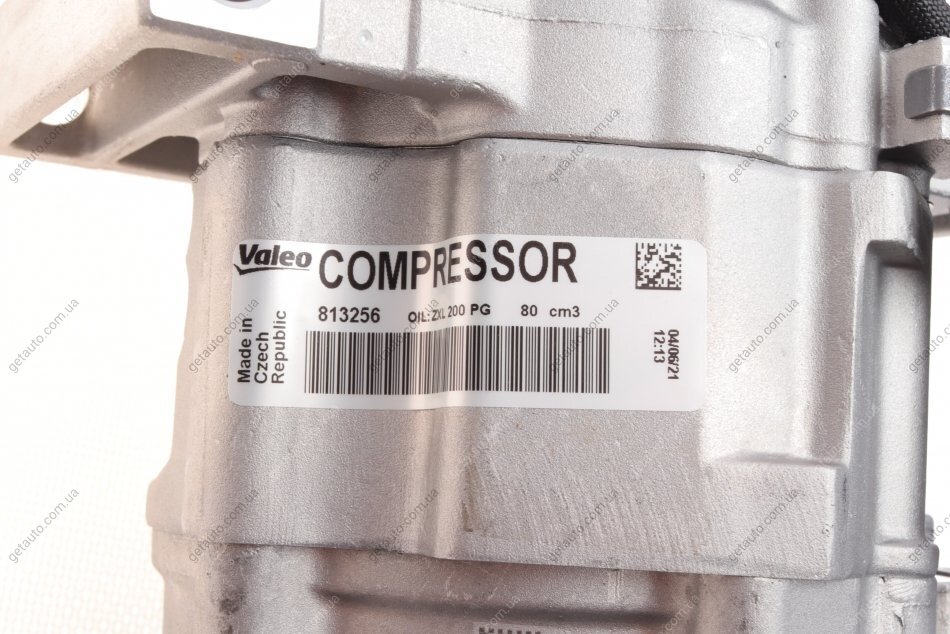 Valeo COMPRESSOR
813256 OIL: ZXL 200 PG 80 cm3
Made in
Czech
Republic
04/06/21
12:13
getauto.com.ua